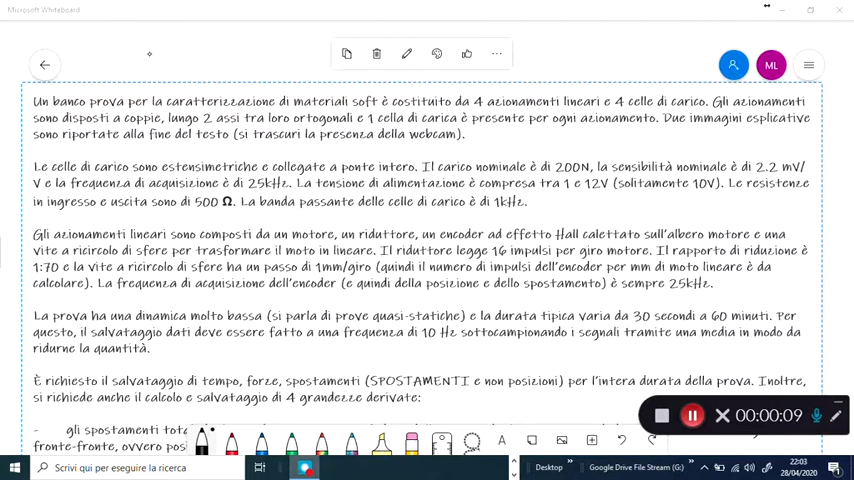 Microsoft Whiteboard
ML
Un banco prova per la caratterizzazione di materiali soft è costituito da 4 azionamenti lineari e 4 celle di carico. Gli azionamenti
sono disposti a coppie, lungo 2 assi tra loro ortogonali e 1 cella di carico è presente per ogni azionamento. Due immagini esplicative
sono riportate alla fine del testo (si trascuri la presenza della webcam).
Le celle di carico sono estensimetriche e collegate a ponte intero. Il carico nominale è di 200N, la sensibilità nominale è di 2.2 mV/
V e la frequenza di acquisizione è di 25kHz. La tensione di alimentazione è compresa tra 1 e 12V (solitamente 10V). Le resistenze
in ingresso e uscita sono di 500 Ω. La banda passante delle celle di carico è di 1kHz.
Gli azionamenti lineari sono composti da un motore, un riduttore, un encoder ad effetto Hall calettato sull'albero motore e una
vite a ricircolo di sfere per trasformare il moto in lineare. Il riduttore legge 16 impulsi per giro motore. Il rapporto di riduzione è
1:70 e la vite a ricircolo di sfere ha un passo di 1mm/giro (quindi il numero di impulsi dell'encoder per mm di moto lineare è da
calcolare). La frequenza di acquisizione dell'encoder (e quindi della posizione e dello spostamento) è sempre 25kHz.
La prova ha una dinamica molto bassa (si parla di prove quasi-statiche) e la durata tipica varia da 30 secondi a 60 minuti. Per
questo, il salvataggio dati deve essere fatto a una frequenza di 10 Hz sottocampionando i segnali tramite una media in modo da
ridurne la quantità.
È richiesto il salvataggio di tempo, forze, spostamenti (SPOSTAMENTI e non posizioni) per l'intera durata della prova. Inoltre,
si richiede anche il calcolo e salvataggio di 4 grandezze derivate:
- gli spostamenti
fronte-fronte, ovvero
00:00:09
Scrivi qui per eseguire la ricerca
Desktop
Google Drive File Stream (G:)
22:03
28/04/2020